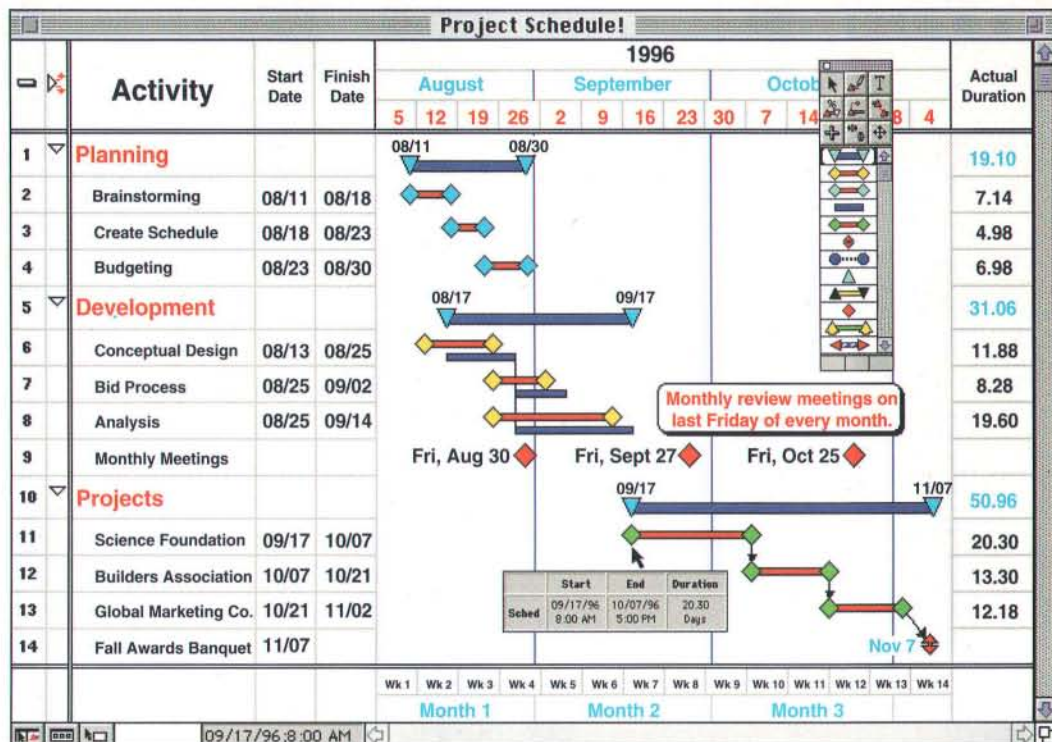 Project Schedule!
Activity
Start Date
Finish Date
1996
August September Octob
5 12 19 26 2 9 16 23 30 7 14 8 4
Actual Duration
1 Planning 08/11 08/30 19.10
2 Brainstorming 08/11 08/18 7.14
3 Create Schedule 08/18 08/23 4.98
4 Budgeting 08/23 08/30 6.98
5 Development 08/17 09/17 31.06
6 Conceptual Design 08/13 08/25 11.88
7 Bid Process 08/25 09/02 8.28
Monthly review meetings on
last Friday of every month.
8 Analysis 08/25 09/14 19.60
9 Monthly Meetings Fri, Aug 30 Fri, Sept 27 Fri, Oct 25
10 Projects 09/17 11/07 50.96
11 Science Foundation 09/17 10/07 20.30
12 Builders Association 10/07 10/21 13.30
Start End Duration
Sched 09/17/96 10/07/96 20.30
8:00 AM 5:00 PM Days
13 Global Marketing Co. 10/21 11/02 12.18
14 Fall Awards Banquet 11/07 Nov 7
Wk 1 Wk 2 Wk 3 Wk 4 Wk 5 Wk 6 Wk 7 Wk 8 Wk 9 Wk 10 Wk 11 Wk 12 Wk 13 Wk 14
Month 1 Month 2 Month 3
09/17/96:8:00 AM